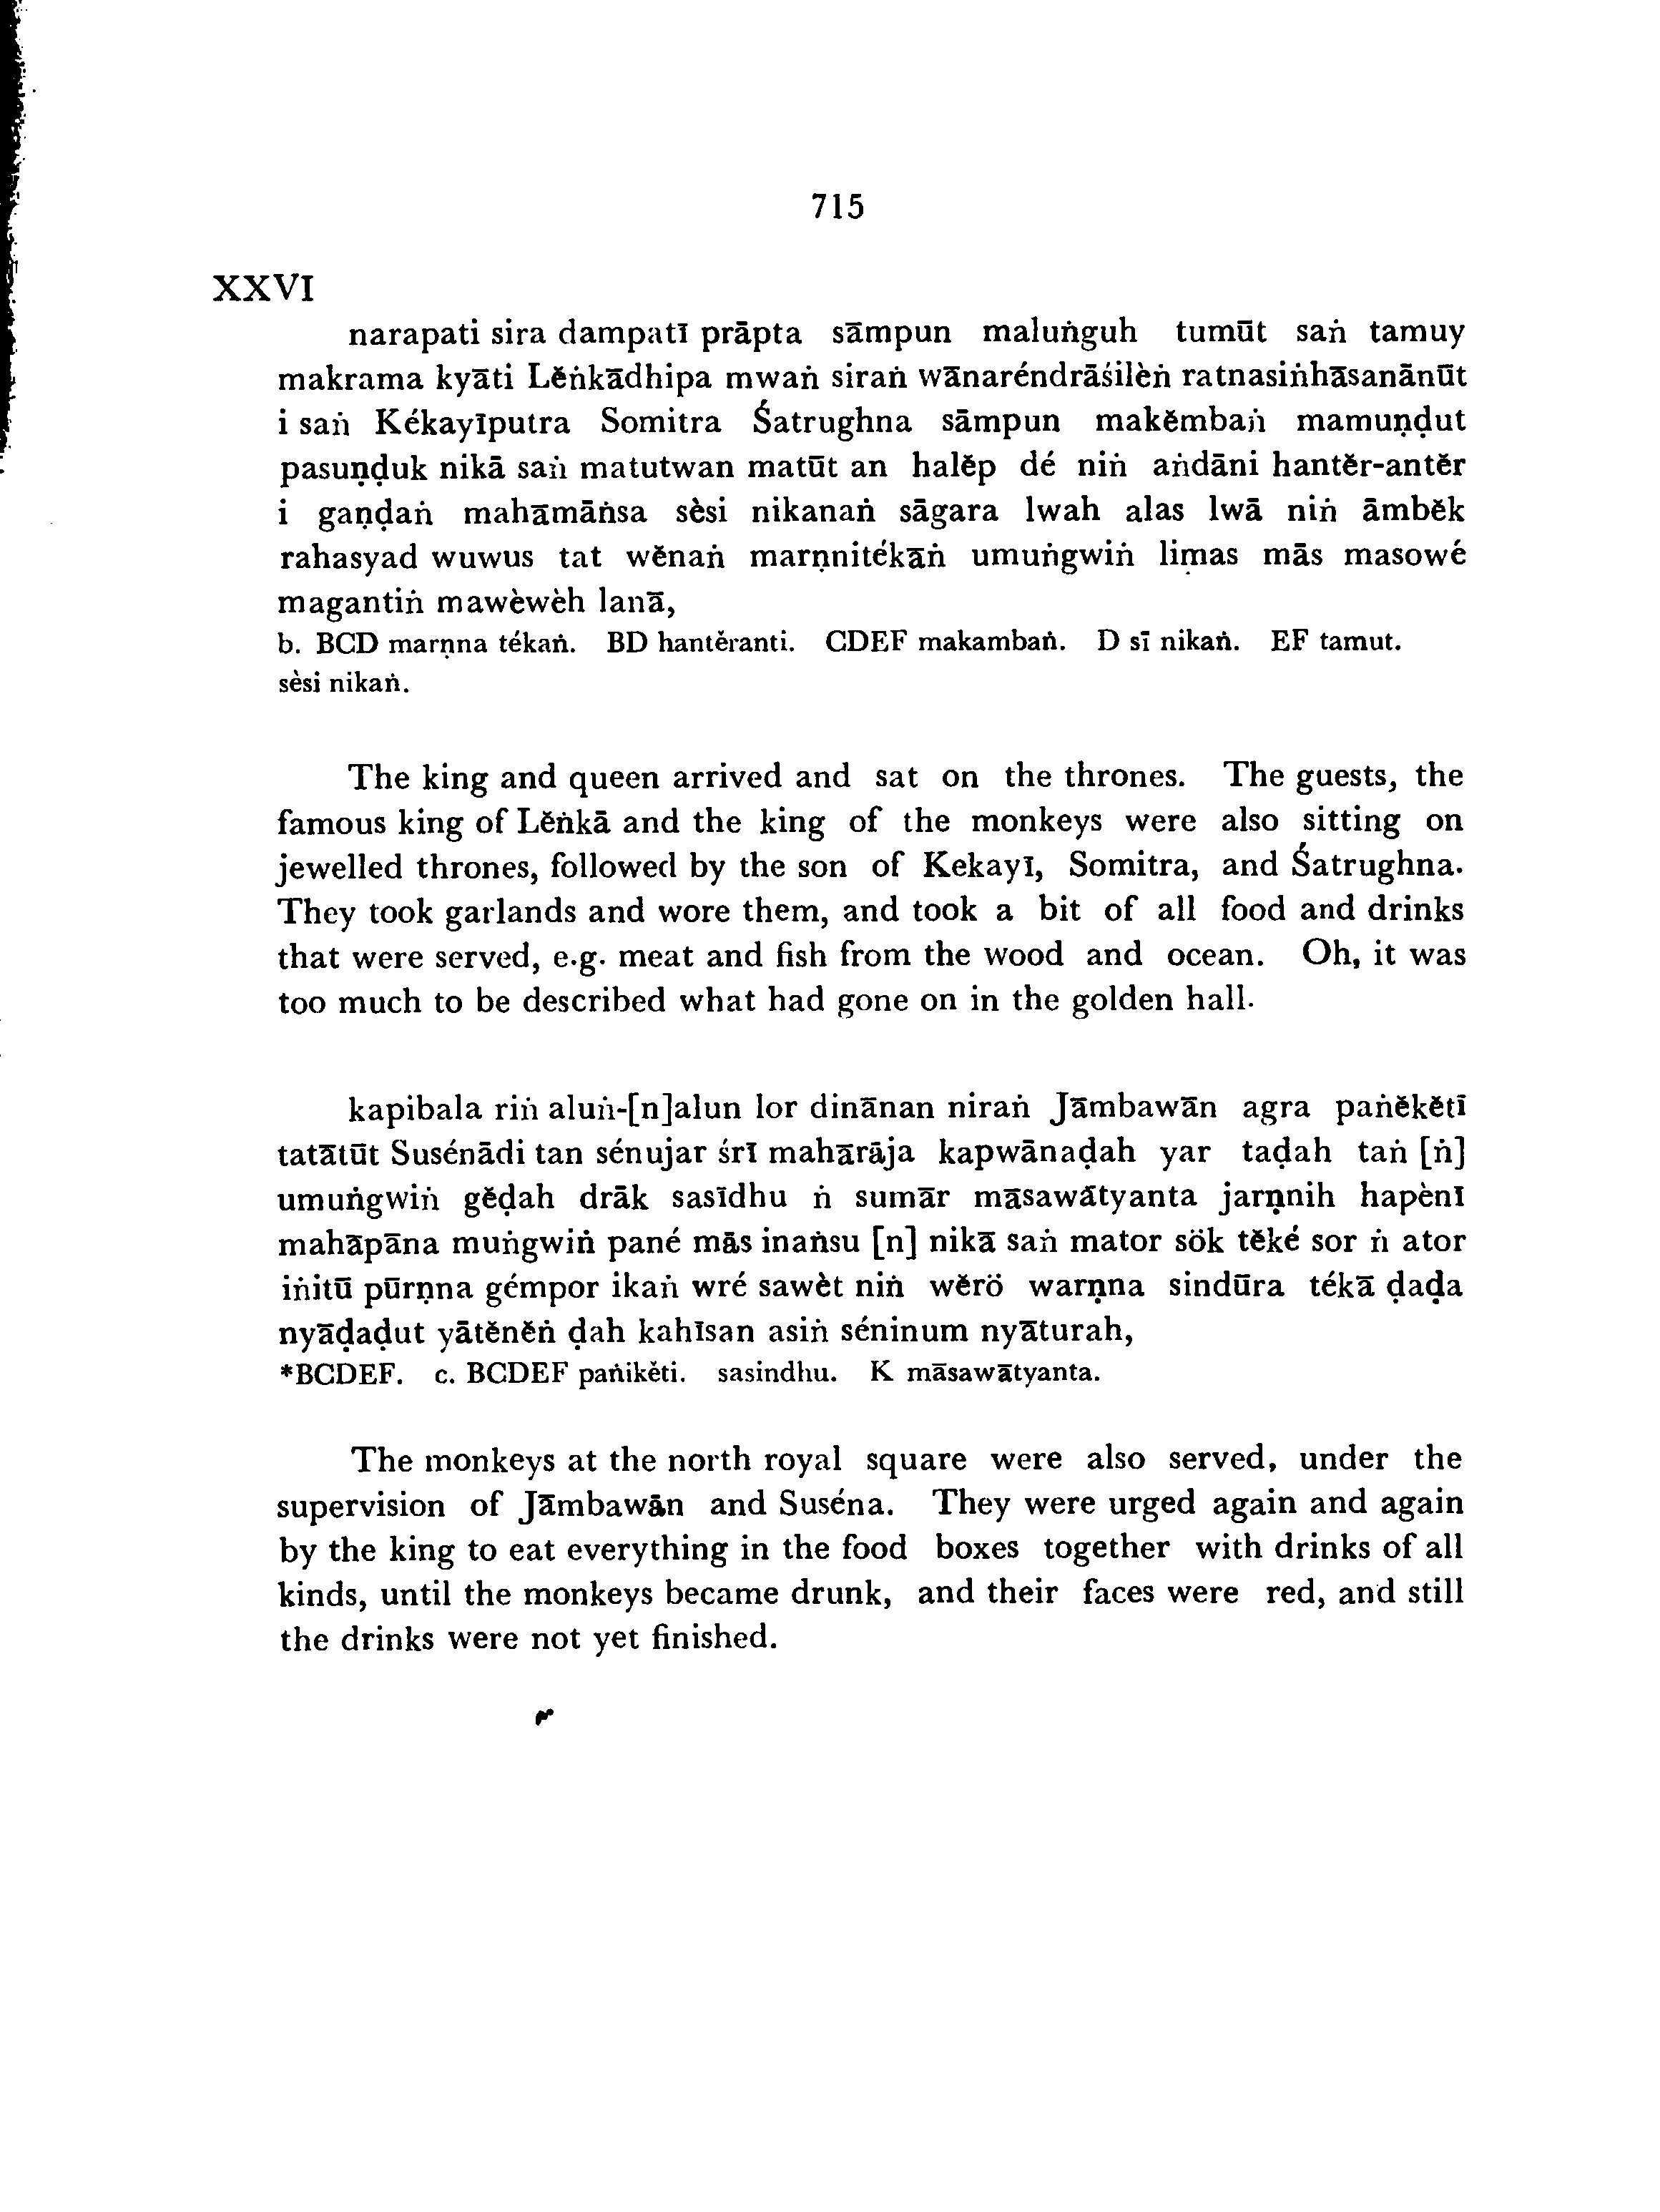 715
XXVI
narapati sira dampatī prāpta sāmpun maluṅguh tumūt saṅ tamuy
makrama kyāti Lĕṅkādhipa mwaṅ siraṅ wānaréndrāśilèṅ ratnasiṅhāsanānūt
i saṅ Kékayīputra Somitra Śatrughna sāmpun makĕmbaṅ mamuṇḍut
pasuṇḍuk nikā saṅ matutwan matūt an halĕp dé niṅ aṅdāni hantĕr-antĕr
i gaṇḍaṅ mahāmāṅsa sèsi nikanaṅ sāgara lwah alas lwā niṅ āmbĕk
rahasyad wuwus tat wĕnaṅ marṇnitékāṅ umuṅgwiṅ liṃas mās masowé
magantiṅ mawèwèh lanā,
b. BCD marṇna tékaṅ. BD hantĕranti. CDEF makambaṅ. D sī nikaṅ. EF tamut.
sèsi nikaṅ.
The king and queen arrived and sat on the thrones. The guests, the
famous king of Lĕṅkā and the king of the monkeys were also sitting on
jewelled thrones, followed by the son of Kekayī, Somitra, and Śatrughna.
They took garlands and wore them, and took a bit of all food and drinks
that were served, e.g. meat and fish from the wood and ocean. Oh, it was
too much to be described what had gone on in the golden hall.
kapibala riṅ aluṅ-[n]alun lor dinānan niraṅ Jāmbawān agra paṅĕkĕtī
tatātūt Susénādi tan sénujar śrī mahārāja kapwānaḍah yar taḍah taṅ [ṅ]
umuṅgwiṅ gĕḍah drāk sasīdhu ṅ sumār māsawātyanta jarṇnih hapènī
mahāpāna muṅgwiṅ pané mās inaṅsu [n] nikā saṅ mator sök tĕké sor ṅ ator
iṅitū pūrṇna gémpor ikaṅ wré sawèt niṅ wĕrö warṇna sindūra tékā ḍaḍa
nyāḍaḍut yātĕnĕṅ ḍah kahīsan asiṅ séninum nyāturah,
*BCDEF. c. BCDEF paṅikĕti. sasindhu. K māsawātyanta.
The monkeys at the north royal square were also served, under the
supervision of Jāmbawān and Suséna. They were urged again and again
by the king to eat everything in the food boxes together with drinks of all
kinds, until the monkeys became drunk, and their faces were red, and still
the drinks were not yet finished.